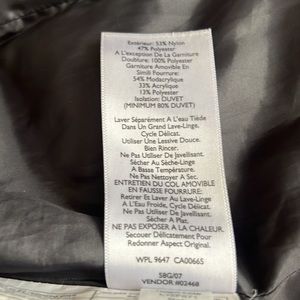 Extérieur: 53% Nylon
47% Polyester
A L'exception De La Garniture
Doublure: 100% Polyester
Garniture Amovible En
Simili Fourrure:
54% Modacrylique
33% Acrylique
13% Polyester
Isolation: DUVET
(MINIMUM 80% DUVET)
Laver Séparément A L'eau Tiède
Dans Un Grand Lave-Linge.
Cycle Délicat.
Utiliser Une Lessive Douce.
Bien Rincer.
Ne Pas Utiliser De Javellisant.
Sécher Au Sèche-Linge
A Basse Température.
Ne Pas Nettoyer A Sec.
ENTRETIEN DU COL AMOVIBLE
EN FAUSSE FOURRURE:
Retirer Et Laver Au Lave-Linge
A L'Eau Froide, Cycle Délicat.
Ne Pas Utiliser De Javellisant.
Ne Pas Tordre.
NE PAS EXPOSER A LA CHALEUR.
Secouer Délicatement Pour
Redonner Aspect Original.
WPL 9647 CA00665
SBG/07
VENDOR #02468